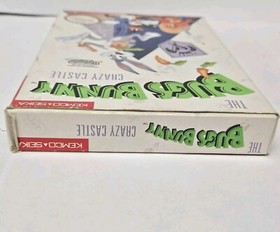 THE
BUGS BUNNY
CRAZY CASTLE
KEMCO SEIKA
THE
BUGS BUNNY
CRAZY CASTLE
KEMCO SEIKA